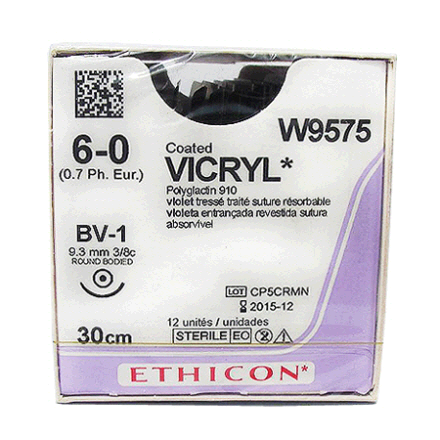 W9575
6-0
(0.7 Ph. Eur.)
Coated
VICRYL*
Polyglactin 910
violet tressé traité suture résorbable
violeta entrançada revestida sutura
absorvível
BV-1
9.3 mm 3/8c
ROUND BODIED
LOT CP5CRMN
2015-12
30cm
12 unités / unidades
STERILE EO 2
ETHICON*